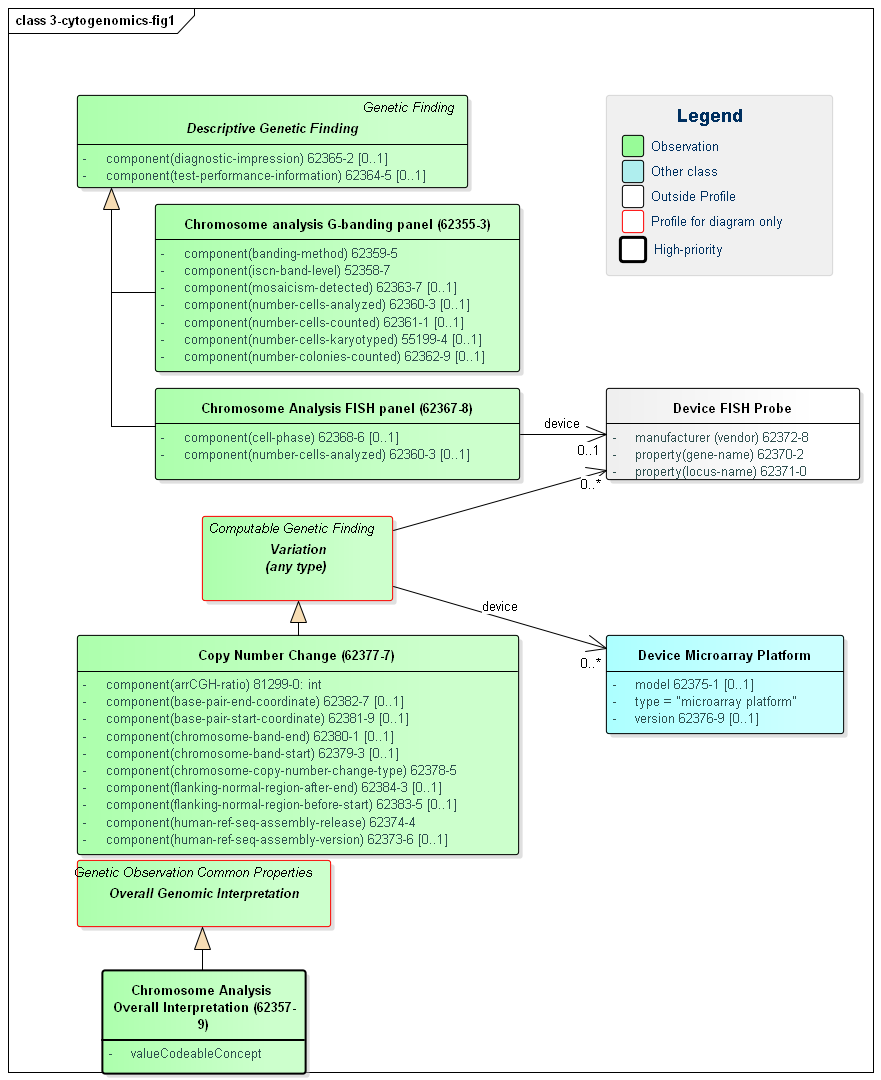 class 3-cytogenomics-fig1
Genetic Finding
Descriptive Genetic Finding
- component(diagnostic-impression) 62365-2 [0..1]
- component(test-performance-information) 62364-5 [0..1]
Legend
Observation
Other class
Outside Profile
Profile for diagram only
High-priority
Chromosome analysis G-banding panel (62355-3)
- component(banding-method) 62359-5
- component(iscn-band-level) 52358-7
- component(mosaicism-detected) 62363-7 [0..1]
- component(number-cells-analyzed) 62360-3 [0..1]
- component(number-cells-counted) 62361-1 [0..1]
- component(number-cells-karyotyped) 55199-4 [0..1]
- component(number-colonies-counted) 62362-9 [0..1]
Chromosome Analysis FISH panel (62367-8)
- component(cell-phase) 62368-6 [0..1]
- component(number-cells-analyzed) 62360-3 [0..1]
device
0..1
0..*
Device FISH Probe
- manufacturer (vendor) 62372-8
- property(gene-name) 62370-2
- property(locus-name) 62371-0
Computable Genetic Finding
Variation
(any type)
device
0..*
Copy Number Change (62377-7)
- component(arrCGH-ratio) 81299-0: int
- component(base-pair-end-coordinate) 62382-7 [0..1]
- component(base-pair-start-coordinate) 62381-9 [0..1]
- component(chromosome-band-end) 62380-1 [0..1]
- component(chromosome-band-start) 62379-3 [0..1]
- component(chromosome-copy-number-change-type) 62378-5
- component(flanking-normal-region-after-end) 62384-3 [0..1]
- component(flanking-normal-region-before-start) 62383-5 [0..1]
- component(human-ref-seq-assembly-release) 62374-4
- component(human-ref-seq-assembly-version) 62373-6 [0..1]
Device Microarray Platform
- model 62375-1 [0..1]
- type = "microarray platform"
- version 62376-9 [0..1]
Genetic Observation Common Properties
Overall Genomic Interpretation
Chromosome Analysis
Overall Interpretation (62357-
9)
- valueCodeableConcept